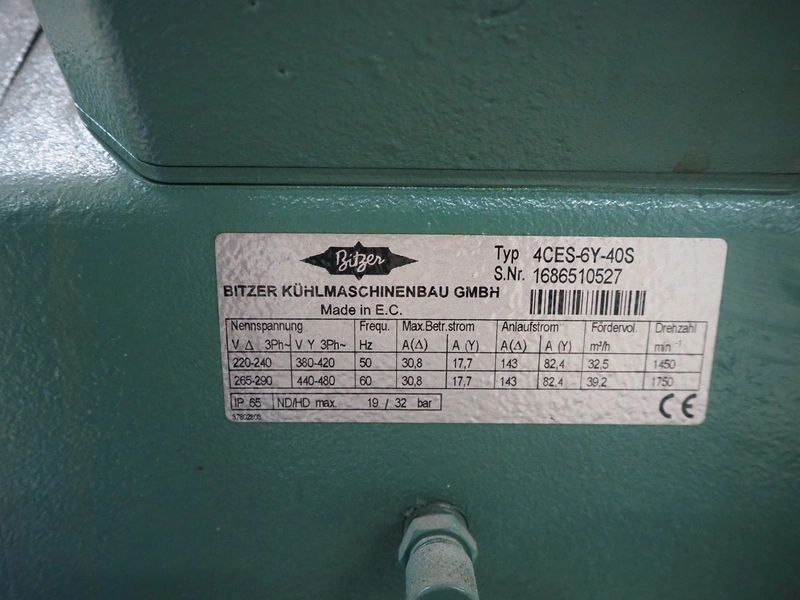 Bitzer
Typ 4CES-6Y-40S
S.Nr. 1686510527
BITZER KÜHLMASCHINENBAU GMBH
Made in E.C.
Nennspannung Frequ. Max.Betr.strom Anlaufstrom Fördervol. Drehzahl
V Δ 3Ph~ V Y 3Ph~ Hz A(Δ) A (Y) A(Δ) A (Y) m³/h min⁻¹
220-240 380-420 50 30,8 17,7 143 82,4 32,5 1450
265-290 440-480 60 30,8 17,7 143 82,4 39,2 1750
IP 65 ND/HD max. 19 / 32 bar
CE